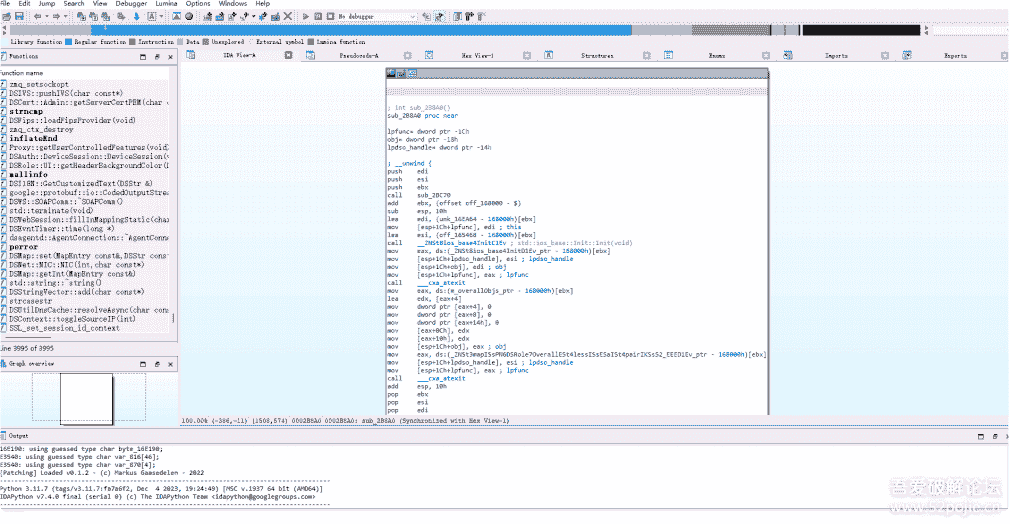 File Edit Jump Search View Debugger Lumina Options Windows Help
No debugger
Library function Regular function Instruction Data Unexplored External symbol Lumina function
Functions
IDA View-A Pseudocode-A Hex View-1 Structures Enums Imports Exports
Function name
zmq_setsockopt
DSIVS::pushIVS(char const*)
DSCert::Admin::getServerCertPEM(char
strncmp
DSFips::loadFipsProvider(void)
zmq_ctx_destroy
inflateEnd
Proxy::getUserControlledFeatures(void)
DSAuth::DeviceSession::DeviceSession(
DSRole::UI::getHeaderBackgroundColor(
mallinfo
DSI18N::GetCustomizedText(DSStr &)
google::protobuf::io::CodedOutputStrea
DSWS::SOAPComm::~SOAPComm()
std::terminate(void)
DSWebSession::fillInMappingStatic(char
DSEvntTimer::time(long *)
dsagentd::AgentConnection::~AgentConne
perror
DSMap::set(MapEntry const&,DSStr cons
DSNet::NIC::NIC(int,char const*)
DSMap::getInt(MapEntry const&)
std::string::~string()
DSStringVector::add(char const*)
strcasestr
DSUtilDnsCache::resolveAsync(char con
DSContext::toggleSourceIP(int)
SSL_set_session_id_context
Line 3995 of 3995
Graph overview
; int sub_2B8A0()
sub_2B8A0 proc near
lpfunc= dword ptr -1Ch
obj= dword ptr -18h
lpdso_handle= dword ptr -14h
; __unwind {
push edi
push esi
push ebx
call sub_2BC70
add ebx, (offset off_168000 - $)
sub esp, 10h
lea edi, (unk_16EA64 - 168000h)[ebx]
mov [esp+1Ch+lpfunc], edi ; this
lea esi, (off_165468 - 168000h)[ebx]
call __ZNSt8ios_base4InitC1Ev ; std::ios_base::Init::Init(void)
mov eax, ds:(_ZNSt8ios_base4InitD1Ev_ptr - 168000h)[ebx]
mov [esp+1Ch+lpdso_handle], esi ; lpdso_handle
mov [esp+1Ch+obj], edi ; obj
mov [esp+1Ch+lpfunc], eax ; lpfunc
call ___cxa_atexit
mov eax, ds:(m_overallObjs_ptr - 168000h)[ebx]
lea edx, [eax+4]
mov dword ptr [eax+4], 0
mov dword ptr [eax+8], 0
mov dword ptr [eax+14h], 0
mov [eax+0Ch], edx
mov [eax+10h], edx
mov [esp+1Ch+obj], eax ; obj
mov [esp+1Ch+lpdso_handle], esi ; lpdso_handle
mov [esp+1Ch+lpfunc], eax ; lpfunc
call ___cxa_atexit
add esp, 10h
pop ebx
pop esi
pop edi
100.00% (-386,-11) (1508,574) 0002B8A0 0002B8A0: sub_2B8A0 (Synchronized with Hex View-1)
Output
16E190: using guessed type char byte_16E190;
E3540: using guessed type char var_816[46];
E3540: using guessed type char var_870[4];
[Patching] Loaded v0.1.2 - (c) Markus Gaasedelen - 2022
Python 3.11.7 (tags/v3.11.7:fa7a6f2, Dec 4 2023, 19:24:49) [MSC v.1937 64 bit (AMD64)]
IDAPython v7.4.0 final (serial 0) (c) The IDAPython Team <idapython@googlegroups.com>
吾爱破解论坛
www.52pojie.cn